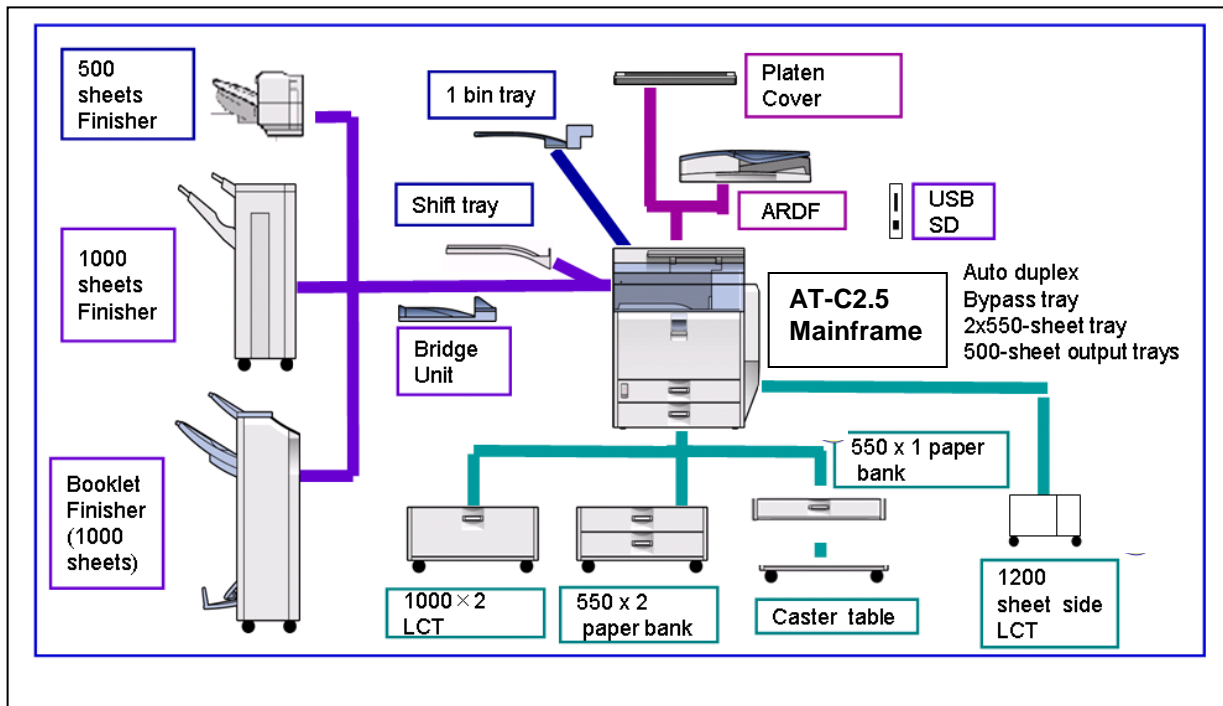 500
sheets
Finisher
1 bin tray
Platen
Cover
Shift tray
ARDF
USB
SD
1000
sheets
Finisher
Bridge
Unit
AT-C2.5
Mainframe
Auto duplex
Bypass tray
2x550-sheet tray
500-sheet output trays
Booklet
Finisher
(1000
sheets)
550 x 1 paper
bank
1000×2
LCT
550 x 2
paper bank
Caster table
1200
sheet side
LCT